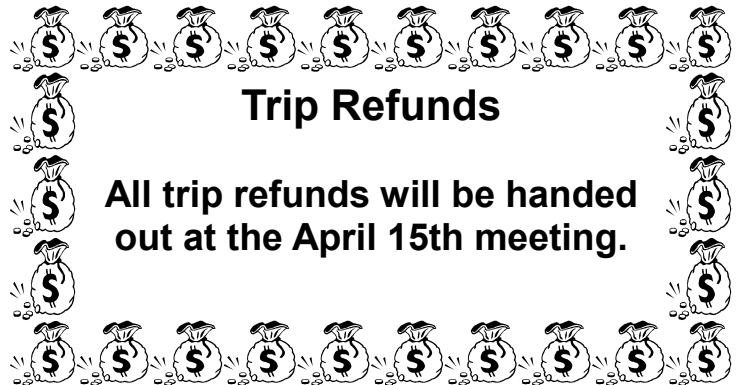 Trip Refunds
All trip refunds will be handed
out at the April 15th meeting.